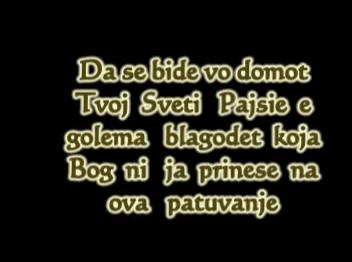 Da se bide vo domot
Tvoj Sveti Pajsie e
golema blagodet koja
Bog ni ja prinese na
ova patuvanje